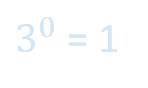 3⁰ = 1